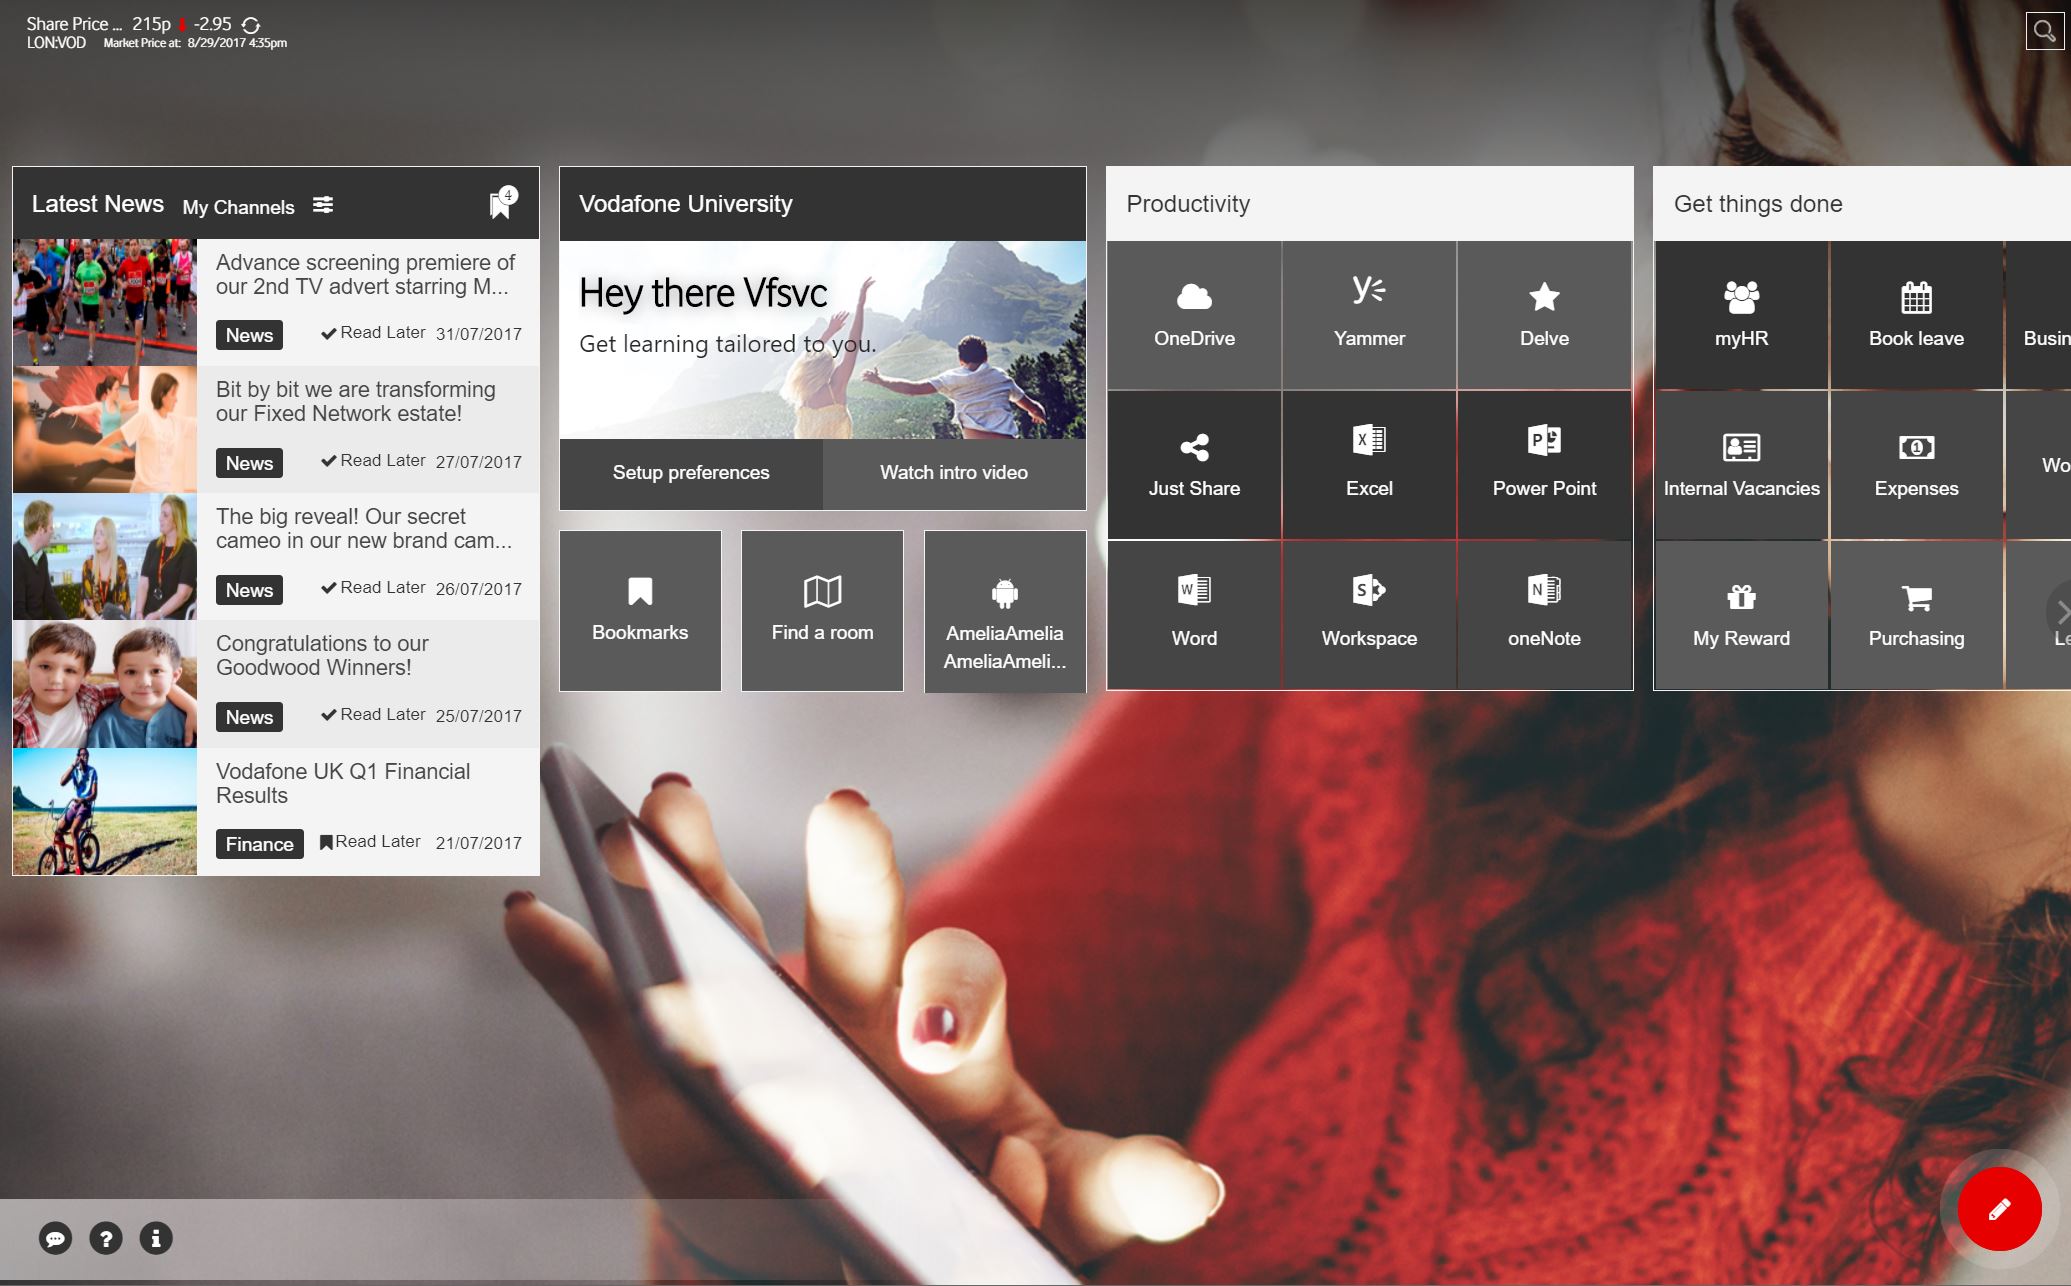 Share Price ... 215p -2.95
LON:VOD Market Price at: 8/29/2017 4:35pm
Latest News My Channels
4
Advance screening premiere of
our 2nd TV advert starring M...
News Read Later 31/07/2017
Bit by bit we are transforming
our Fixed Network estate!
News Read Later 27/07/2017
The big reveal! Our secret
cameo in our new brand cam...
News Read Later 26/07/2017
Congratulations to our
Goodwood Winners!
News Read Later 25/07/2017
Vodafone UK Q1 Financial
Results
Finance Read Later 21/07/2017
Vodafone University
Hey there Vfsvc
Get learning tailored to you.
Setup preferences Watch intro video
Bookmarks
Find a room
AmeliaAmelia
AmeliaAmeli...
Productivity
OneDrive Yammer Delve
Just Share Excel Power Point
Word Workspace oneNote
Get things done
myHR Book leave Busin
Internal Vacancies Expenses Wo
My Reward Purchasing Le